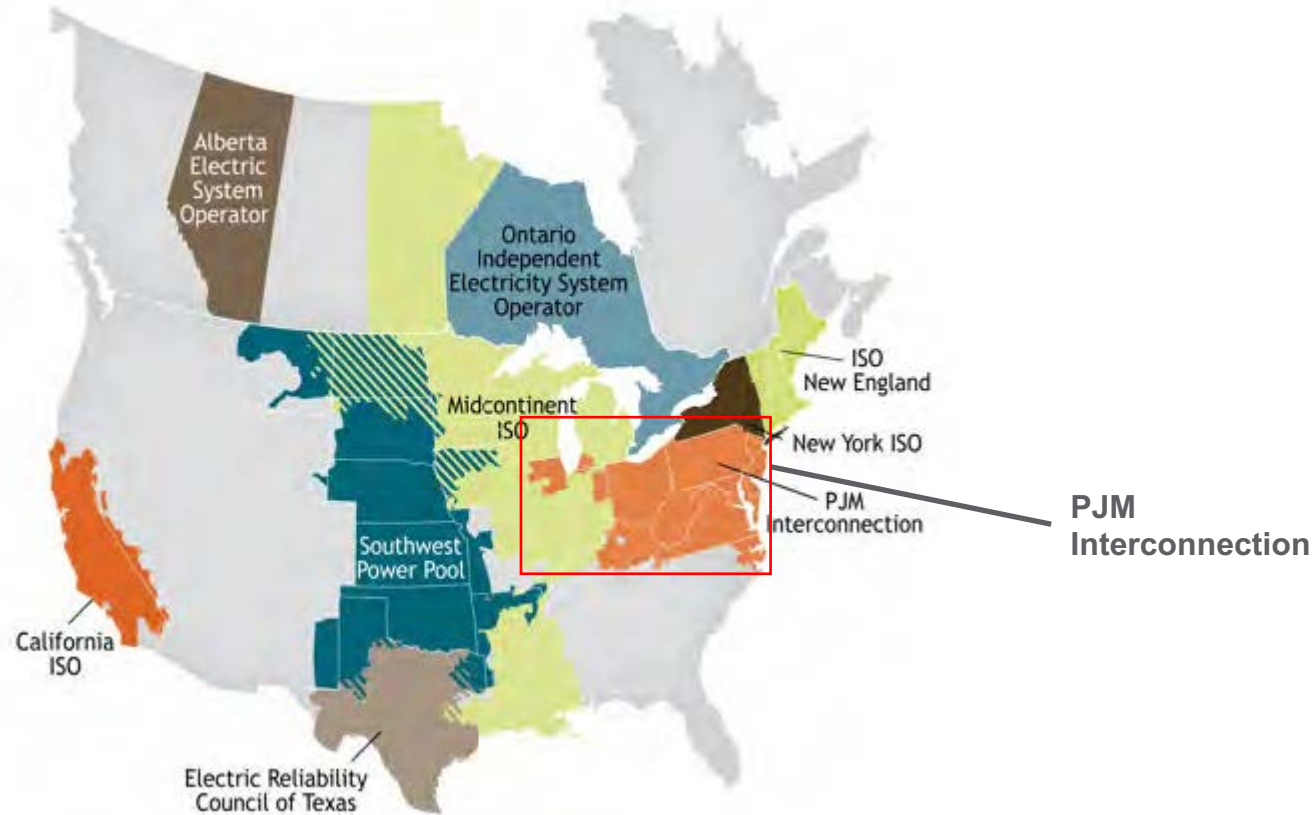 Alberta
Electric
System
Operator
Ontario
Independent
Electricity System
Operator
ISO
New England
Midcontinent
ISO
New York ISO
PJM
Interconnection
PJM
Interconnection
Southwest
Power Pool
California
ISO
Electric Reliability
Council of Texas